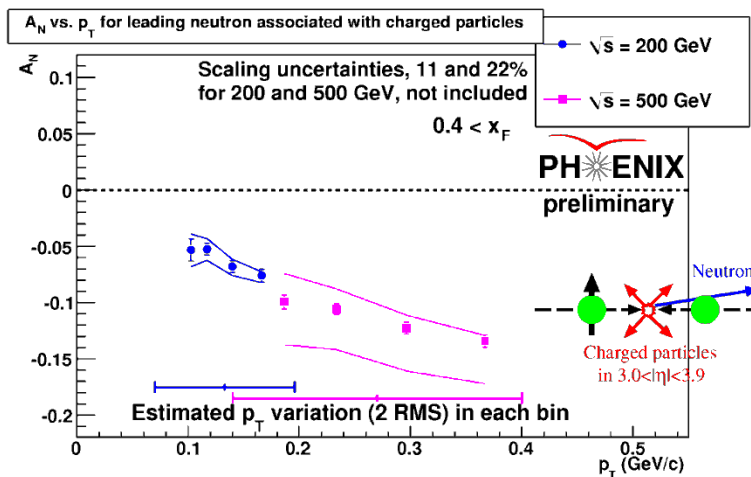 A_N vs. p_T for leading neutron associated with charged particles
√s = 200 GeV
√s = 500 GeV
A_N
Scaling uncertainties, 11 and 22%
for 200 and 500 GeV, not included
0.4 < x_F
PHENIX
preliminary
Neutron
Charged particles
in 3.0<|η|<3.9
Estimated p_T variation (2 RMS) in each bin
0.1
0.05
0
-0.05
-0.1
-0.15
-0.2
0 0.1 0.2 0.3 0.4 0.5
p_T (GeV/c)